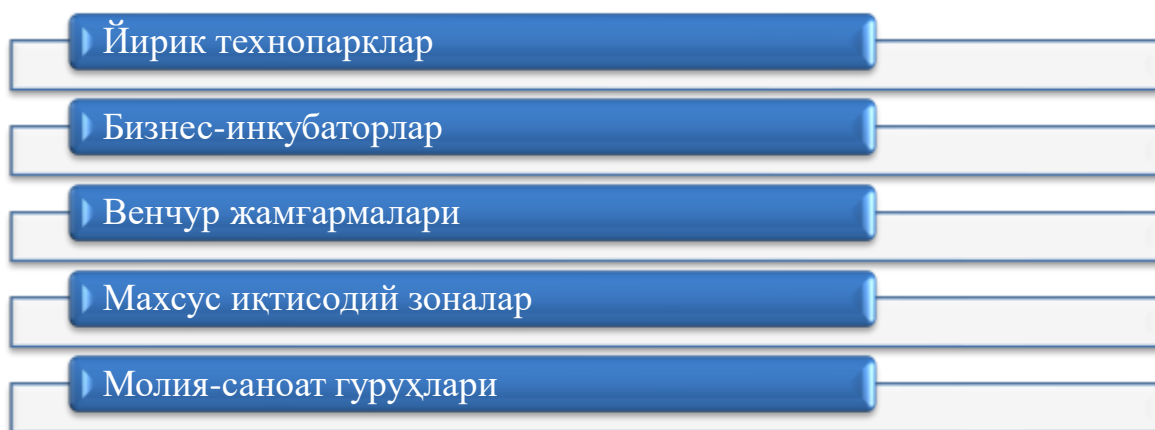 Йирик технопарклар
Бизнес-инкубаторлар
Венчур жамғармалари
Махсус иқтисодий зоналар
Молия-саноат гуруҳлари